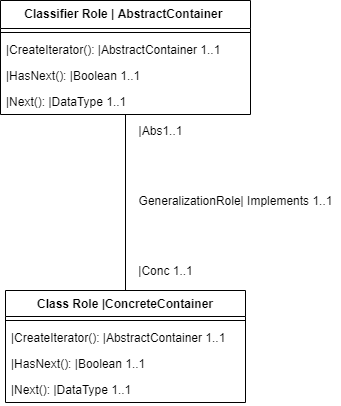 Classifier Role | AbstractContainer
|CreateIterator(): |AbstractContainer 1..1
|HasNext(): |Boolean 1..1
|Next(): |DataType 1..1
|Abs1..1
GeneralizationRole| Implements 1..1
|Conc 1..1
Class Role |ConcreteContainer
|CreateIterator(): |AbstractContainer 1..1
|HasNext(): |Boolean 1..1
|Next(): |DataType 1..1